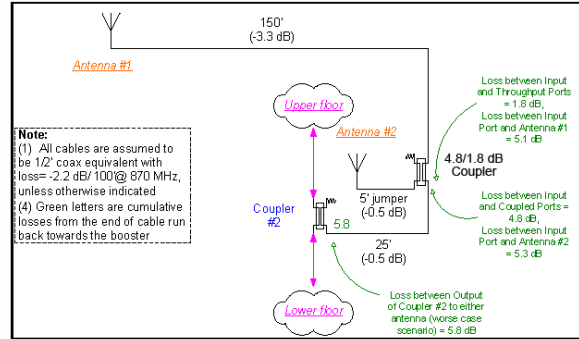 150'
(-3.3 dB)
Antenna #1
Upper floor
Antenna #2
Loss between Input
and Throughput Ports
= 1.8 dB,
Loss between Input
Port and Antenna #1
= 5.1 dB
Note:
(1) All cables are assumed to
be 1/2' coax equivalent with
loss= -2.2 dB/ 100'@ 870 MHz,
unless otherwise indicated
(4) Green letters are cumulative
losses from the end of cable run
back towards the booster
4.8/1.8 dB
Coupler
5' jumper
(-0.5 dB)
Coupler
#2
5.8
25'
(-0.5 dB)
Loss between Input
and Coupled Ports =
4.8 dB,
Loss between Input
Port and Antenna #2
= 5.3 dB
Lower floor
Loss between Output
of Coupler #2 to either
antenna (worse case
scenario) = 5.8 dB